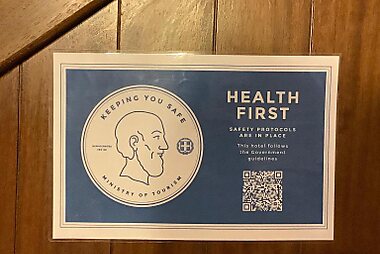 KEEPING YOU SAFE
MINISTRY OF TOURISM
HEALTH
FIRST
SAFETY PROTOCOLS
ARE IN PLACE
This hotel follows
the Government
guidelines